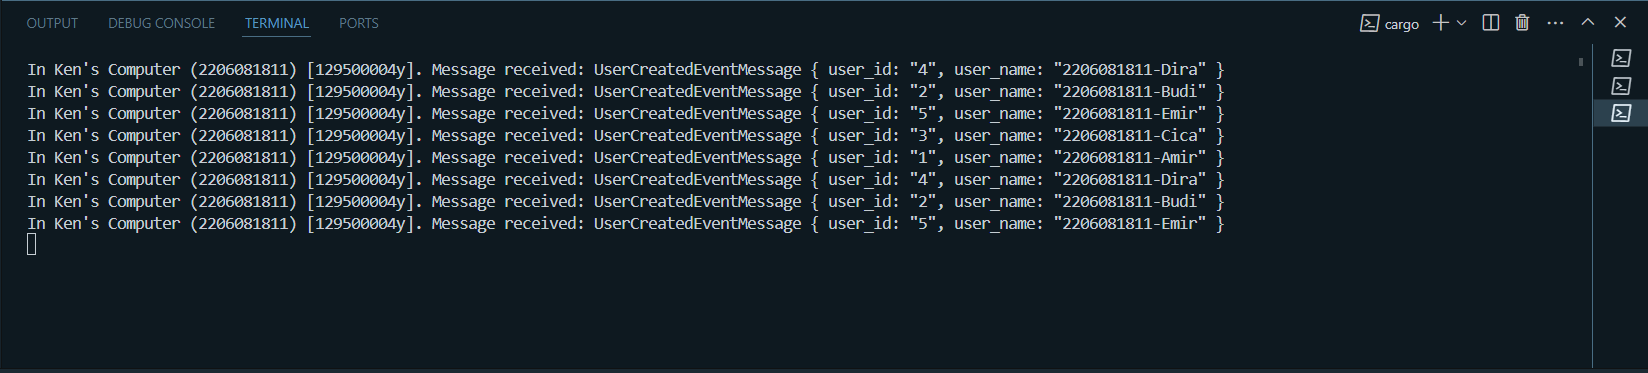 OUTPUT DEBUG CONSOLE TERMINAL PORTS cargo
In Ken's Computer (2206081811) [129500004y]. Message received: UserCreatedEventMessage { user_id: "4", user_name: "2206081811-Dira" }
In Ken's Computer (2206081811) [129500004y]. Message received: UserCreatedEventMessage { user_id: "2", user_name: "2206081811-Budi" }
In Ken's Computer (2206081811) [129500004y]. Message received: UserCreatedEventMessage { user_id: "5", user_name: "2206081811-Emir" }
In Ken's Computer (2206081811) [129500004y]. Message received: UserCreatedEventMessage { user_id: "3", user_name: "2206081811-Cica" }
In Ken's Computer (2206081811) [129500004y]. Message received: UserCreatedEventMessage { user_id: "1", user_name: "2206081811-Amir" }
In Ken's Computer (2206081811) [129500004y]. Message received: UserCreatedEventMessage { user_id: "4", user_name: "2206081811-Dira" }
In Ken's Computer (2206081811) [129500004y]. Message received: UserCreatedEventMessage { user_id: "2", user_name: "2206081811-Budi" }
In Ken's Computer (2206081811) [129500004y]. Message received: UserCreatedEventMessage { user_id: "5", user_name: "2206081811-Emir" }